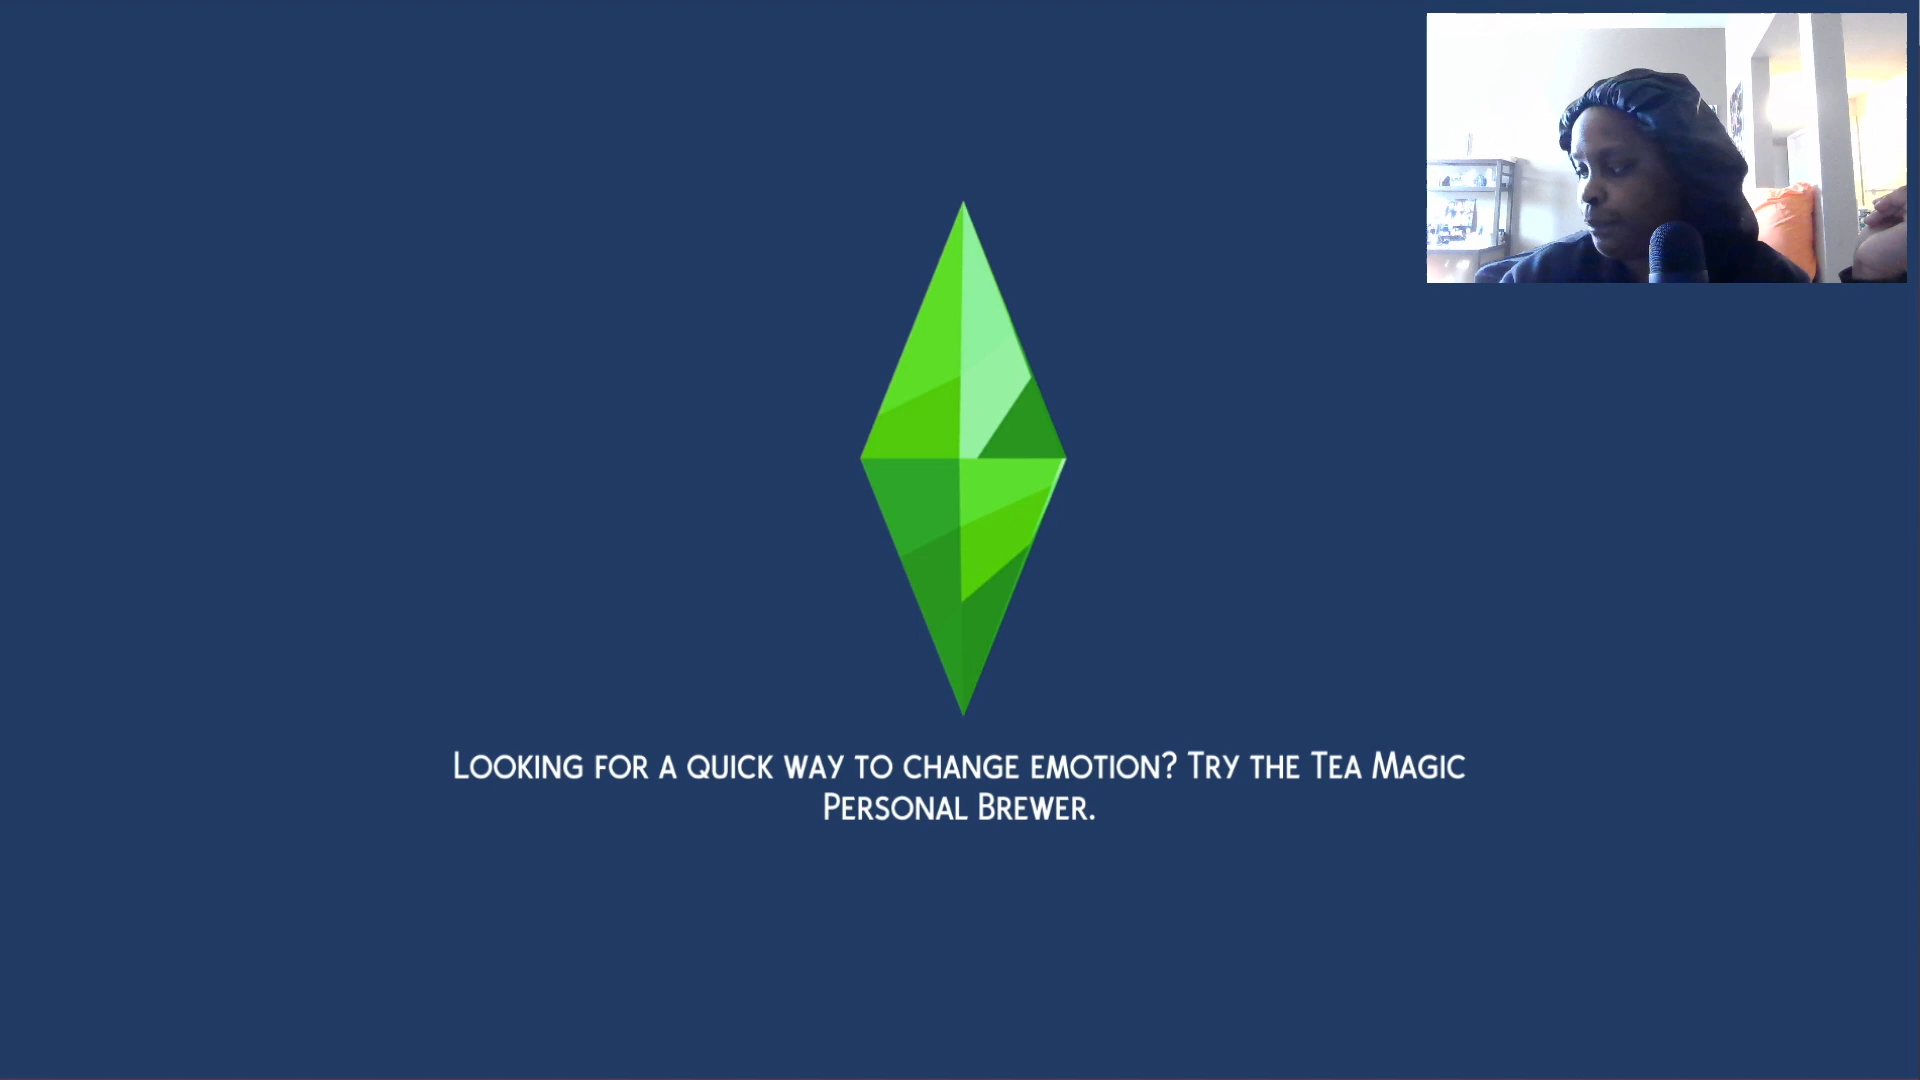 Looking for a quick way to change emotion? Try the Tea Magic
Personal Brewer.